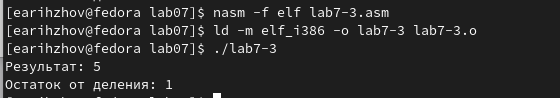 [earihzhov@fedora lab07]$ nasm -f elf lab7-3.asm
[earihzhov@fedora lab07]$ ld -m elf_i386 -o lab7-3 lab7-3.o
[earihzhov@fedora lab07]$ ./lab7-3
Результат: 5
Остаток от деления: 1